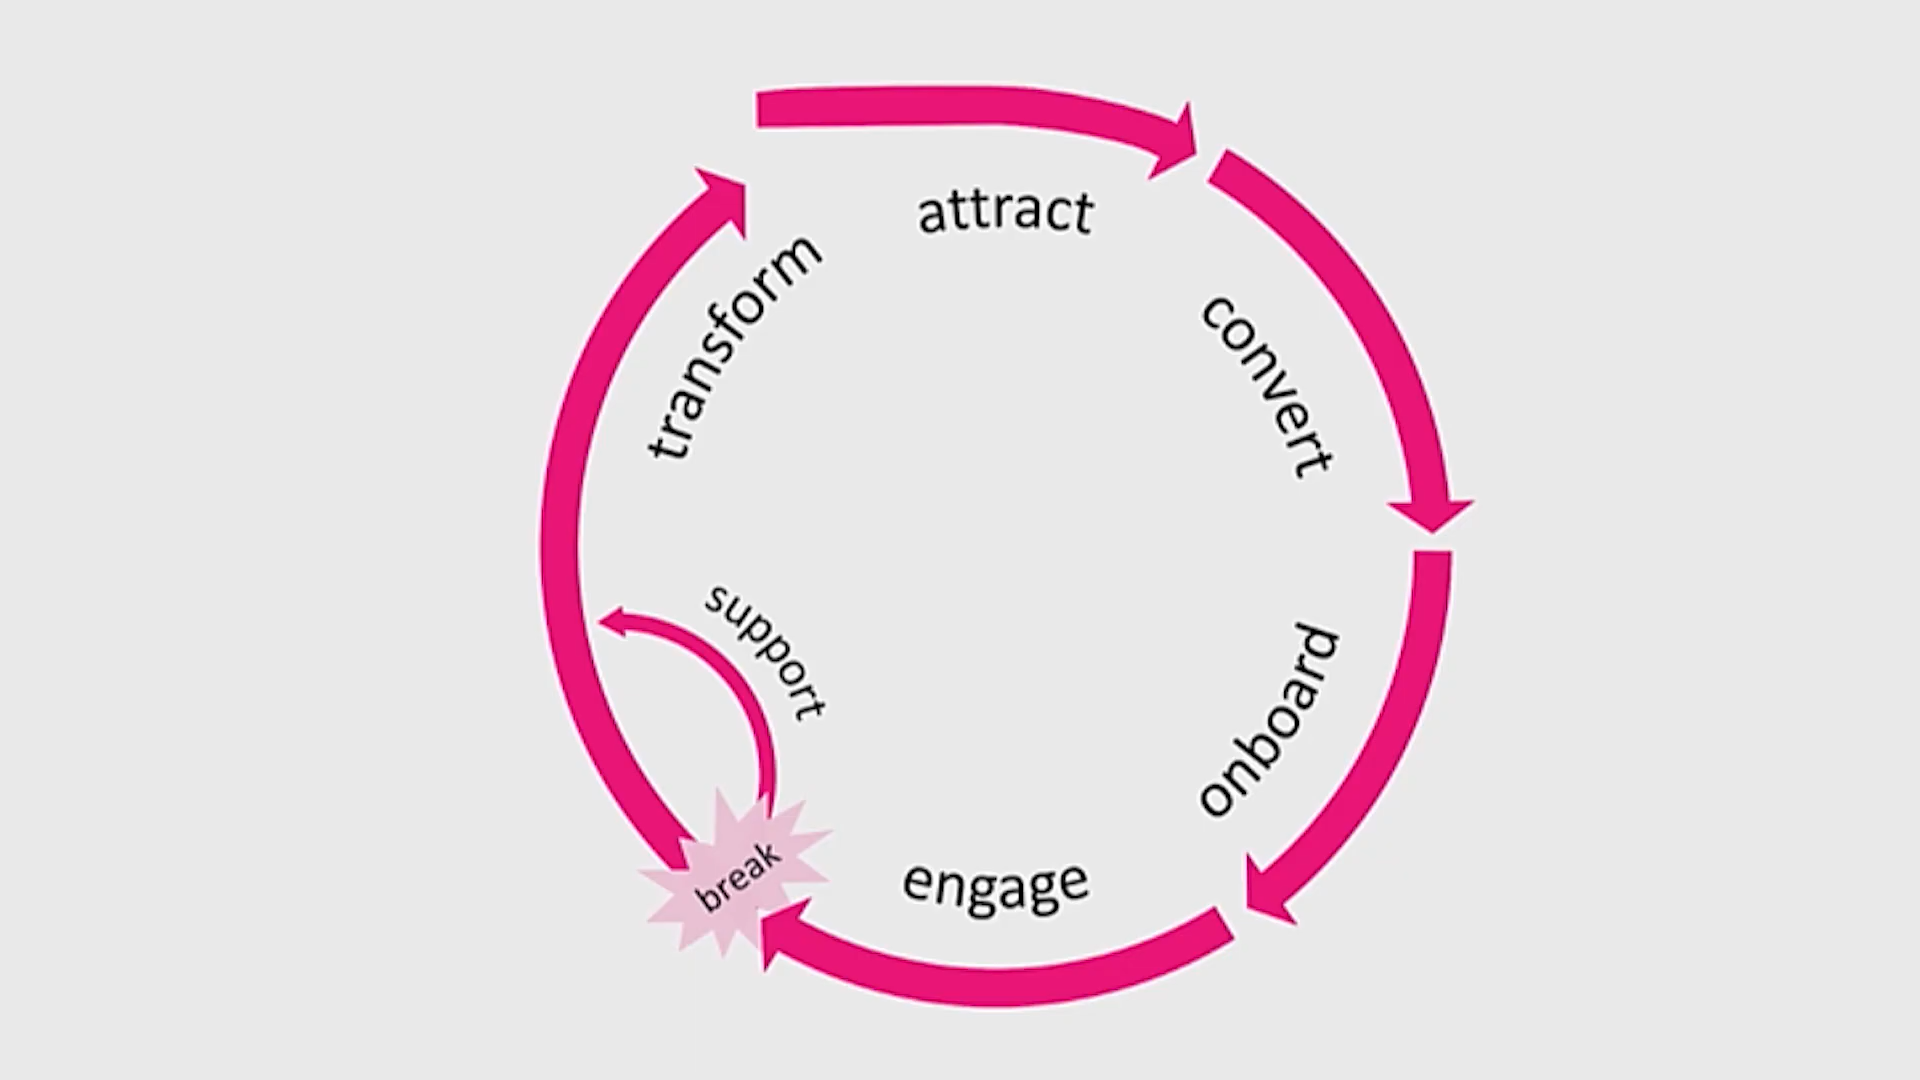 attract
convert
onboard
engage
break
support
transform